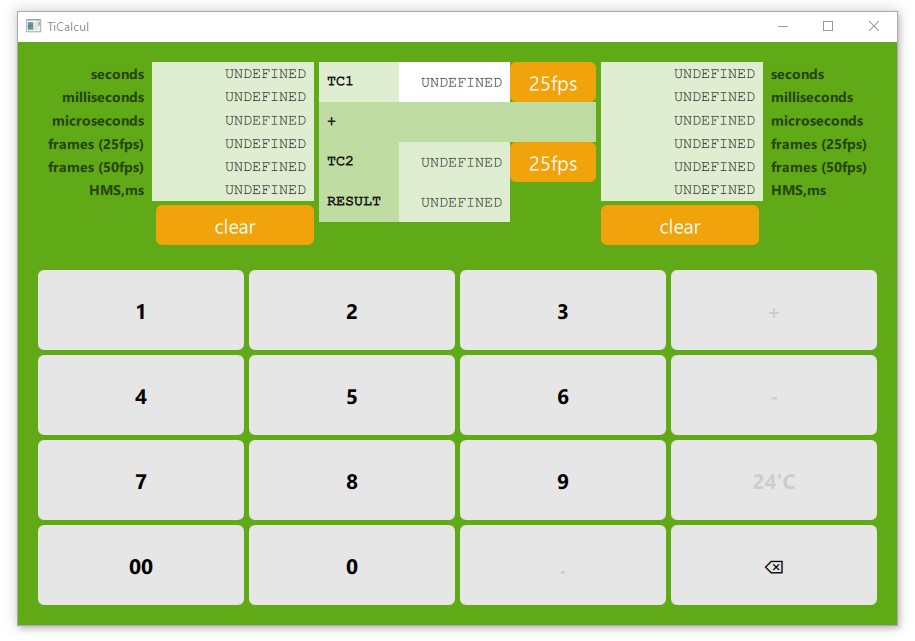 TiCalcul
seconds UNDEFINED
milliseconds UNDEFINED
microseconds UNDEFINED
frames (25fps) UNDEFINED
frames (50fps) UNDEFINED
HMS,ms UNDEFINED
clear
TC1 UNDEFINED 25fps
+
TC2 UNDEFINED 25fps
RESULT UNDEFINED
UNDEFINED seconds
UNDEFINED milliseconds
UNDEFINED microseconds
UNDEFINED frames (25fps)
UNDEFINED frames (50fps)
UNDEFINED HMS,ms
clear
1 2 3 +
4 5 6 -
7 8 9 24'C
00 0 . ⌫